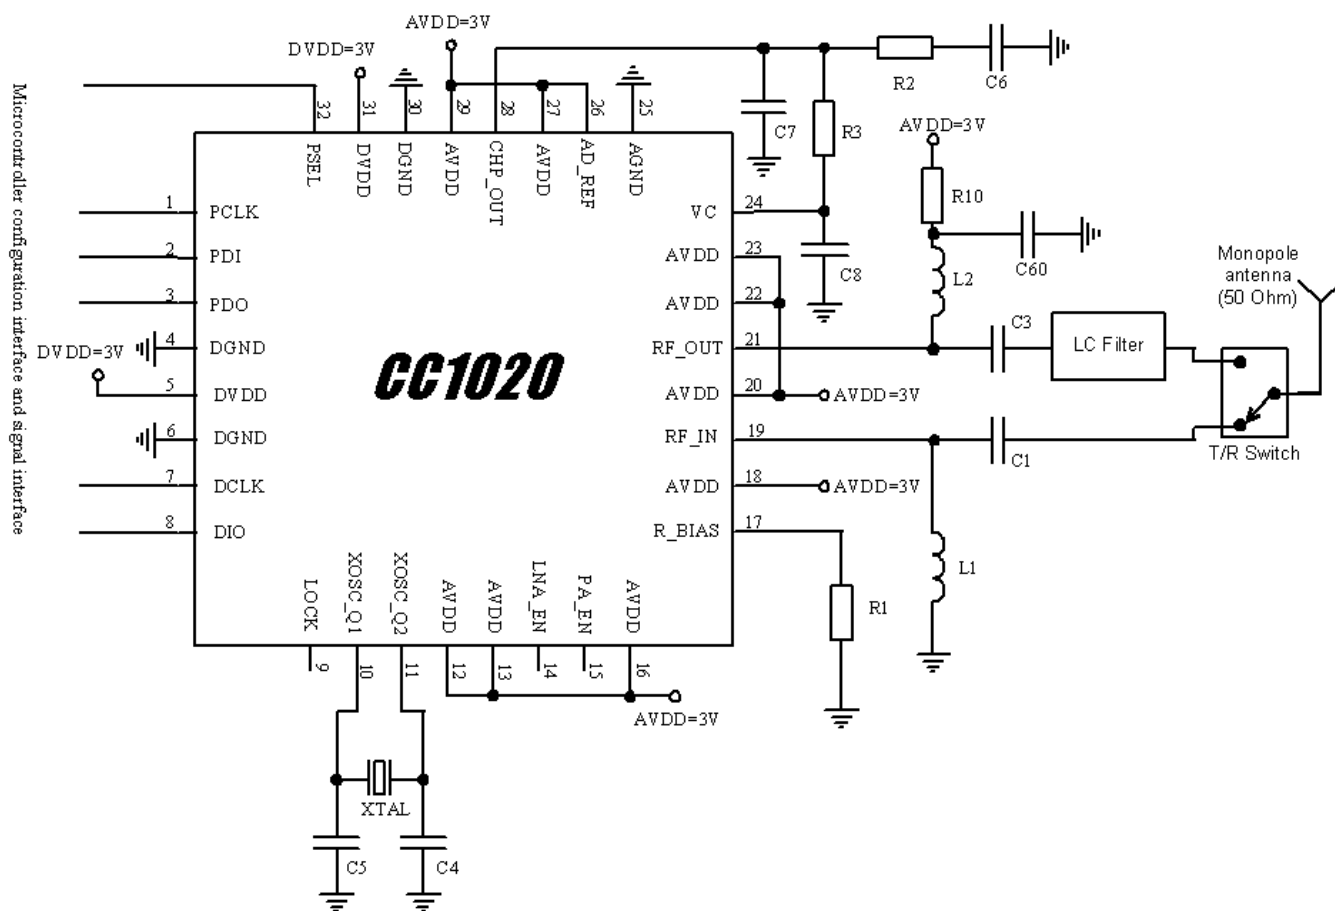 AVDD=3V
DVDD=3V
Microcontroller configuration interface and signal interface
32
31
30
29
28
27
26
25
PSEL
DVDD
DGND
AVDD
CHP_OUT
AVDD
AD_REF
AGND
R2
C6
C7
R3
AVDD=3V
R10
C60
L2
C8
Monopole
antenna
(50 Ohm)
1
PCLK
2
PDI
3
PDO
4
DGND
DVDD=3V
5
DVDD
6
DGND
7
DCLK
8
DIO
CC1020
VC
24
AVDD
23
AVDD
22
RF_OUT
21
AVDD
20
AVDD=3V
RF_IN
19
AVDD
18
AVDD=3V
R_BIAS
17
C3
LC Filter
C1
T/R Switch
L1
R1
LOCK
XOSC_Q1
XOSC_Q2
AVDD
AVDD
LNA_EN
PA_EN
AVDD
9
10
11
12
13
14
15
16
AVDD=3V
XTAL
C5
C4